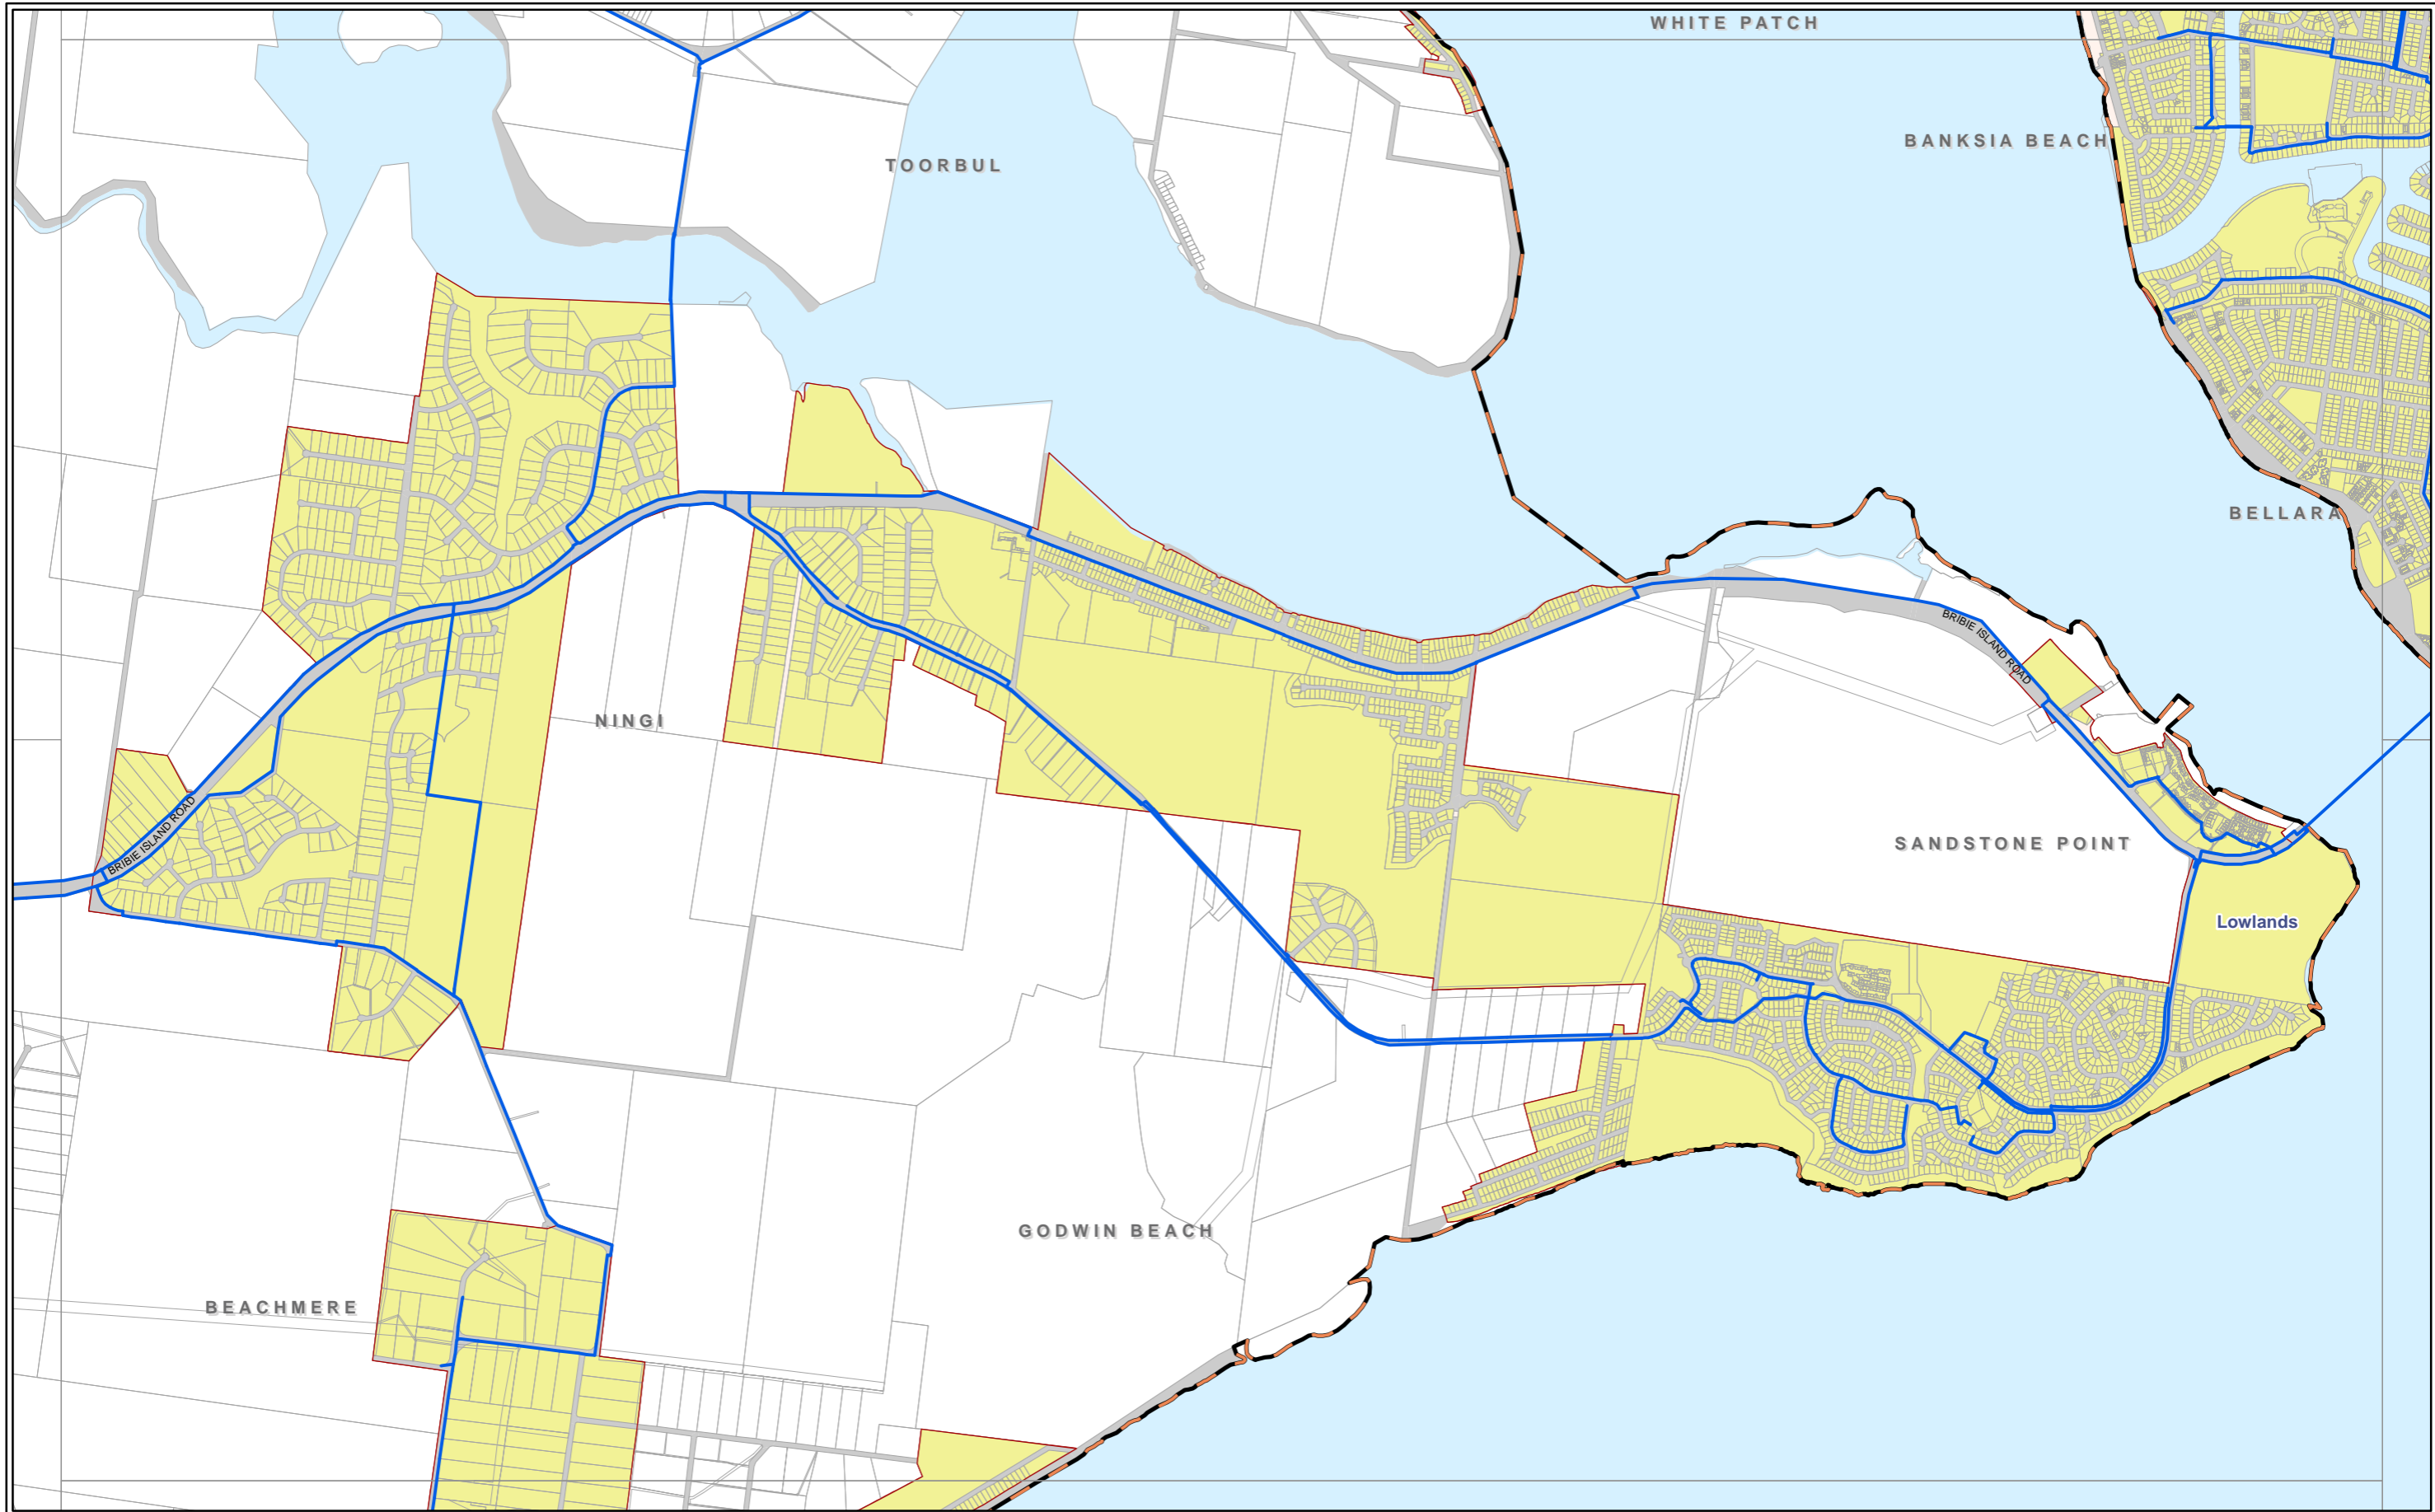 WHITE PATCH
BANKSIA BEACH
TOORBUL
BELLARA
BRIBIE ISLAND ROAD
NINGI
BRIBIE ISLAND ROAD
SANDSTONE POINT
Lowlands
GODWIN BEACH
BEACHMERE